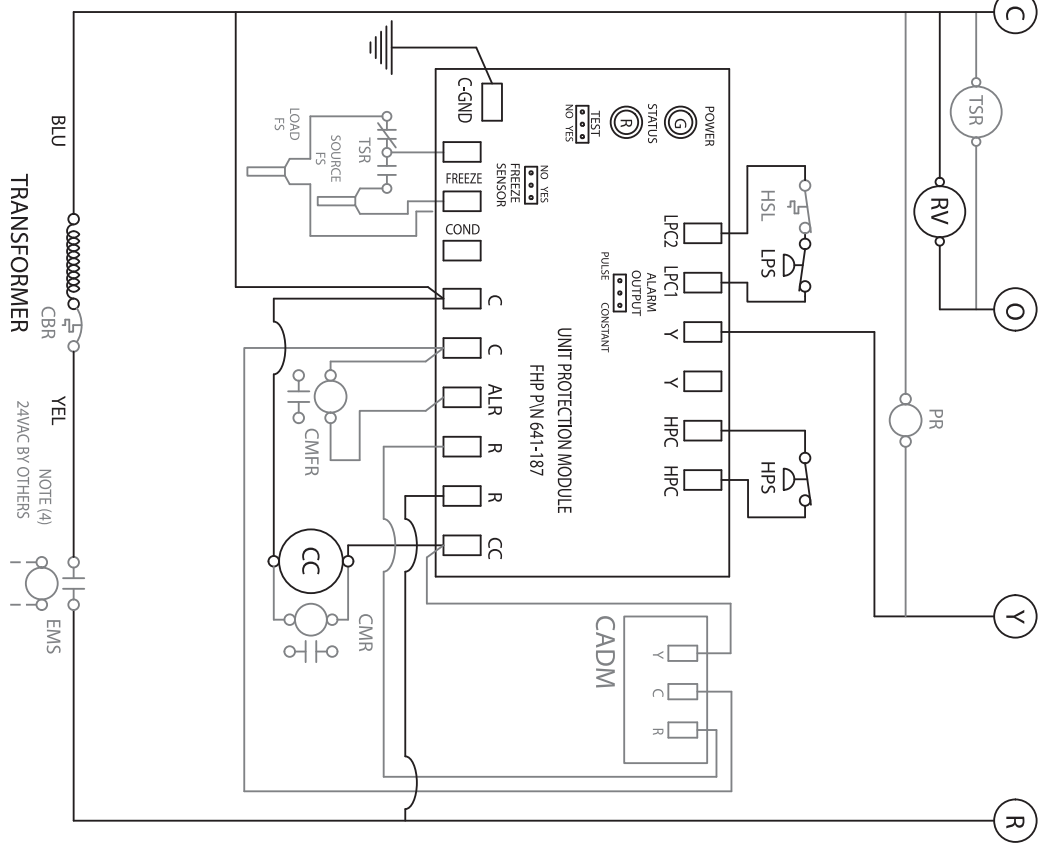 C
TSR
RV
O
PR
Y
R
POWER
G
STATUS
R
TEST
NO YES
C-GND
NO YES
FREEZE
SENSOR
FREEZE
COND
C
C
ALR
R
R
CC
LPC2
LPC1
Y
Y
HPC
HPC
ALARM
OUTPUT
PULSE CONSTANT
UNIT PROTECTION MODULE
FHP P\N 641-187
HSL
LPS
HPS
LOAD
FS
SOURCE
FS
TSR
CMFR
CC
CMR
CADM
Y
C
R
BLU
TRANSFORMER
CBR
YEL
NOTE (4)
24VAC BY OTHERS
EMS